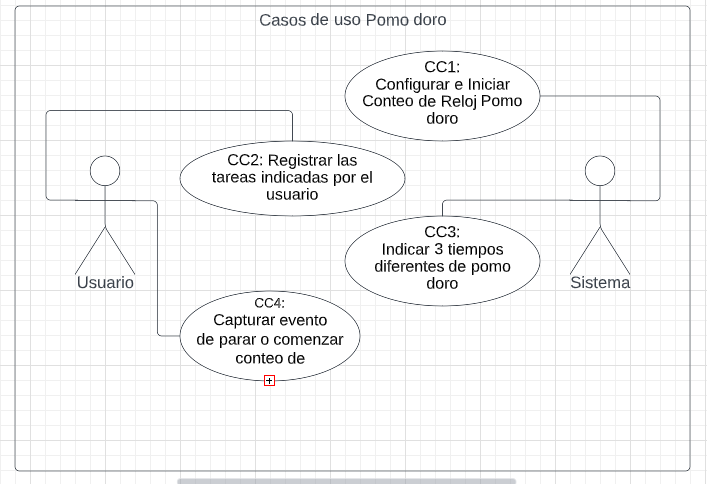 Casos de uso Pomo doro
CC1:
Configurar e Iniciar
Conteo de Reloj Pomo
doro
CC2: Registrar las
tareas indicadas por el
usuario
CC3:
Indicar 3 tiempos
diferentes de pomo
doro
Usuario
Sistema
CC4:
Capturar evento
de parar o comenzar
conteo de